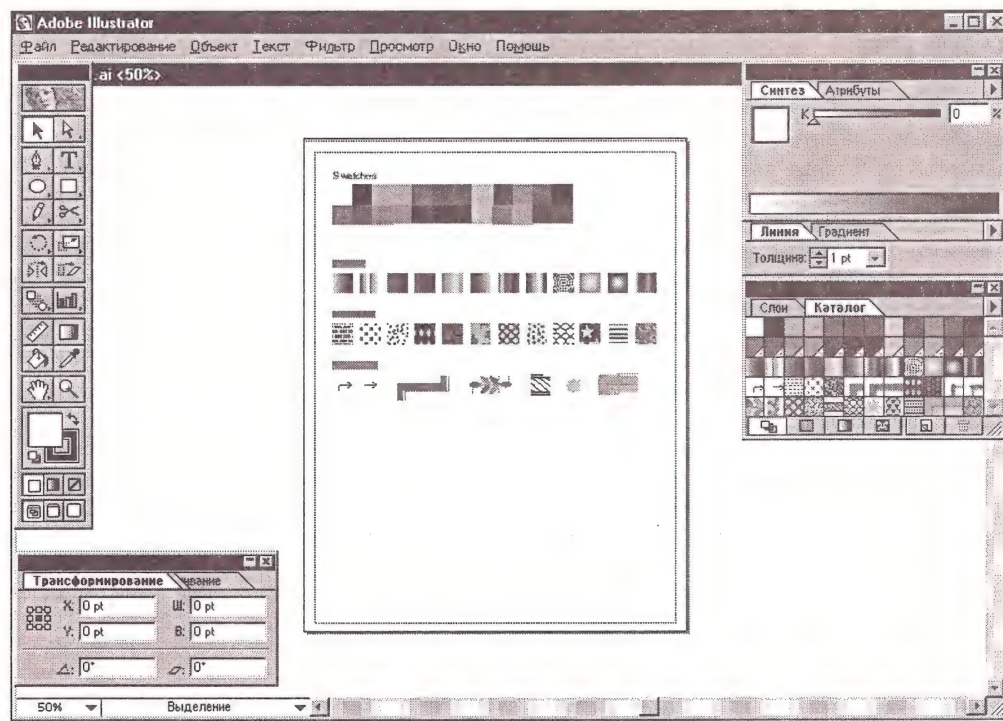 Adobe Illustrator
Файл Редактирование Объект Текст Фильтр Просмотр Окно Помощь
.ai <50%>
Синтез Атрибуты
K 0 %
Swatches
Линия Градиент
Толщина: 1 pt
Слои Каталог
Трансформирование
X: 0 pt Ш: 0 pt
Y: 0 pt В: 0 pt
0° 0°
50% Выделение